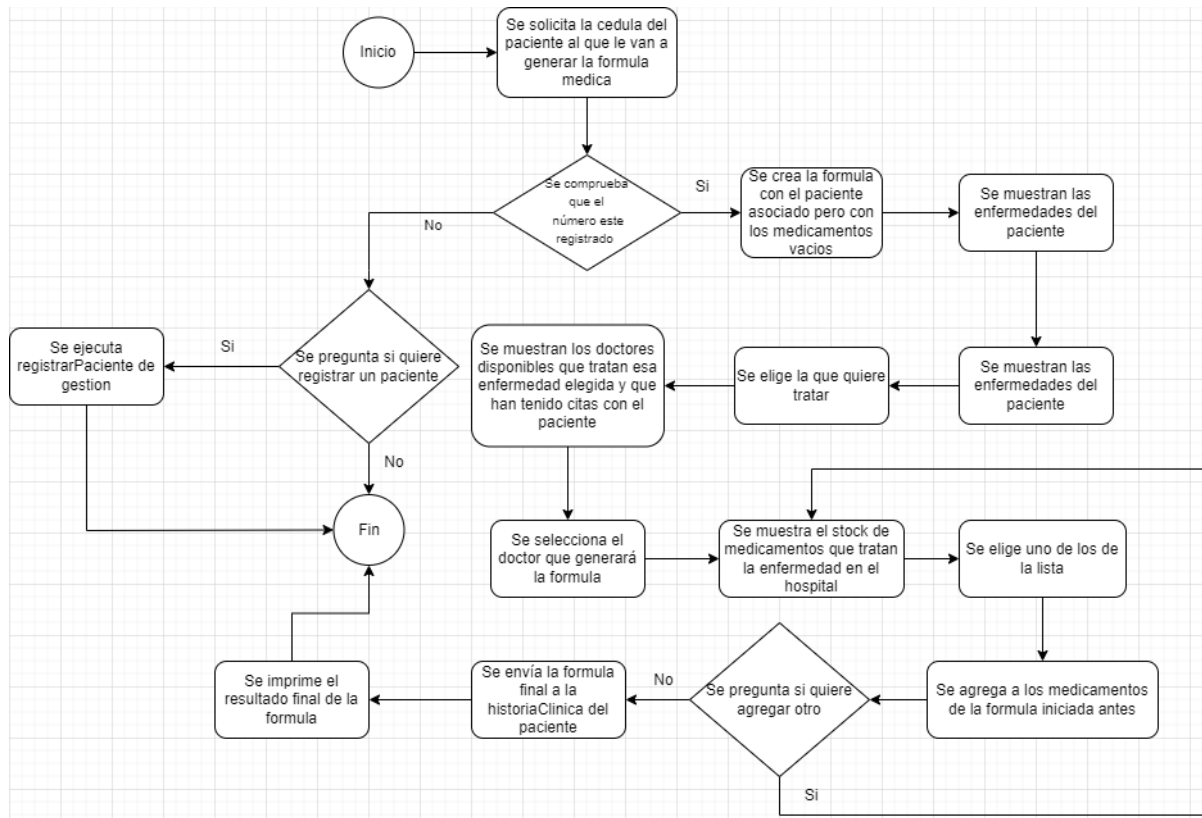 Inicio
Se solicita la cedula del
paciente al que le van a
generar la formula
medica
Se comprueba
que el
número este
registrado
Si
No
Se crea la formula
con el paciente
asociado pero con
los medicamentos
vacios
Se muestran las
enfermedades del
paciente
Se pregunta si quiere
registrar un paciente
Si
No
Se ejecuta
registrarPaciente de
gestion
Se muestran las
enfermedades del
paciente
Se elige la que quiere
tratar
Se muestran los doctores
disponibles que tratan esa
enfermedad elegida y que
han tenido citas con el
paciente
Fin
Se selecciona el
doctor que generará
la formula
Se muestra el stock de
medicamentos que tratan
la enfermedad en el
hospital
Se elige uno de los de
la lista
Se agrega a los medicamentos
de la formula iniciada antes
Se pregunta si quiere
agregar otro
No
Si
Se envía la formula
final a la
historiaClinica del
paciente
Se imprime el
resultado final de la
formula